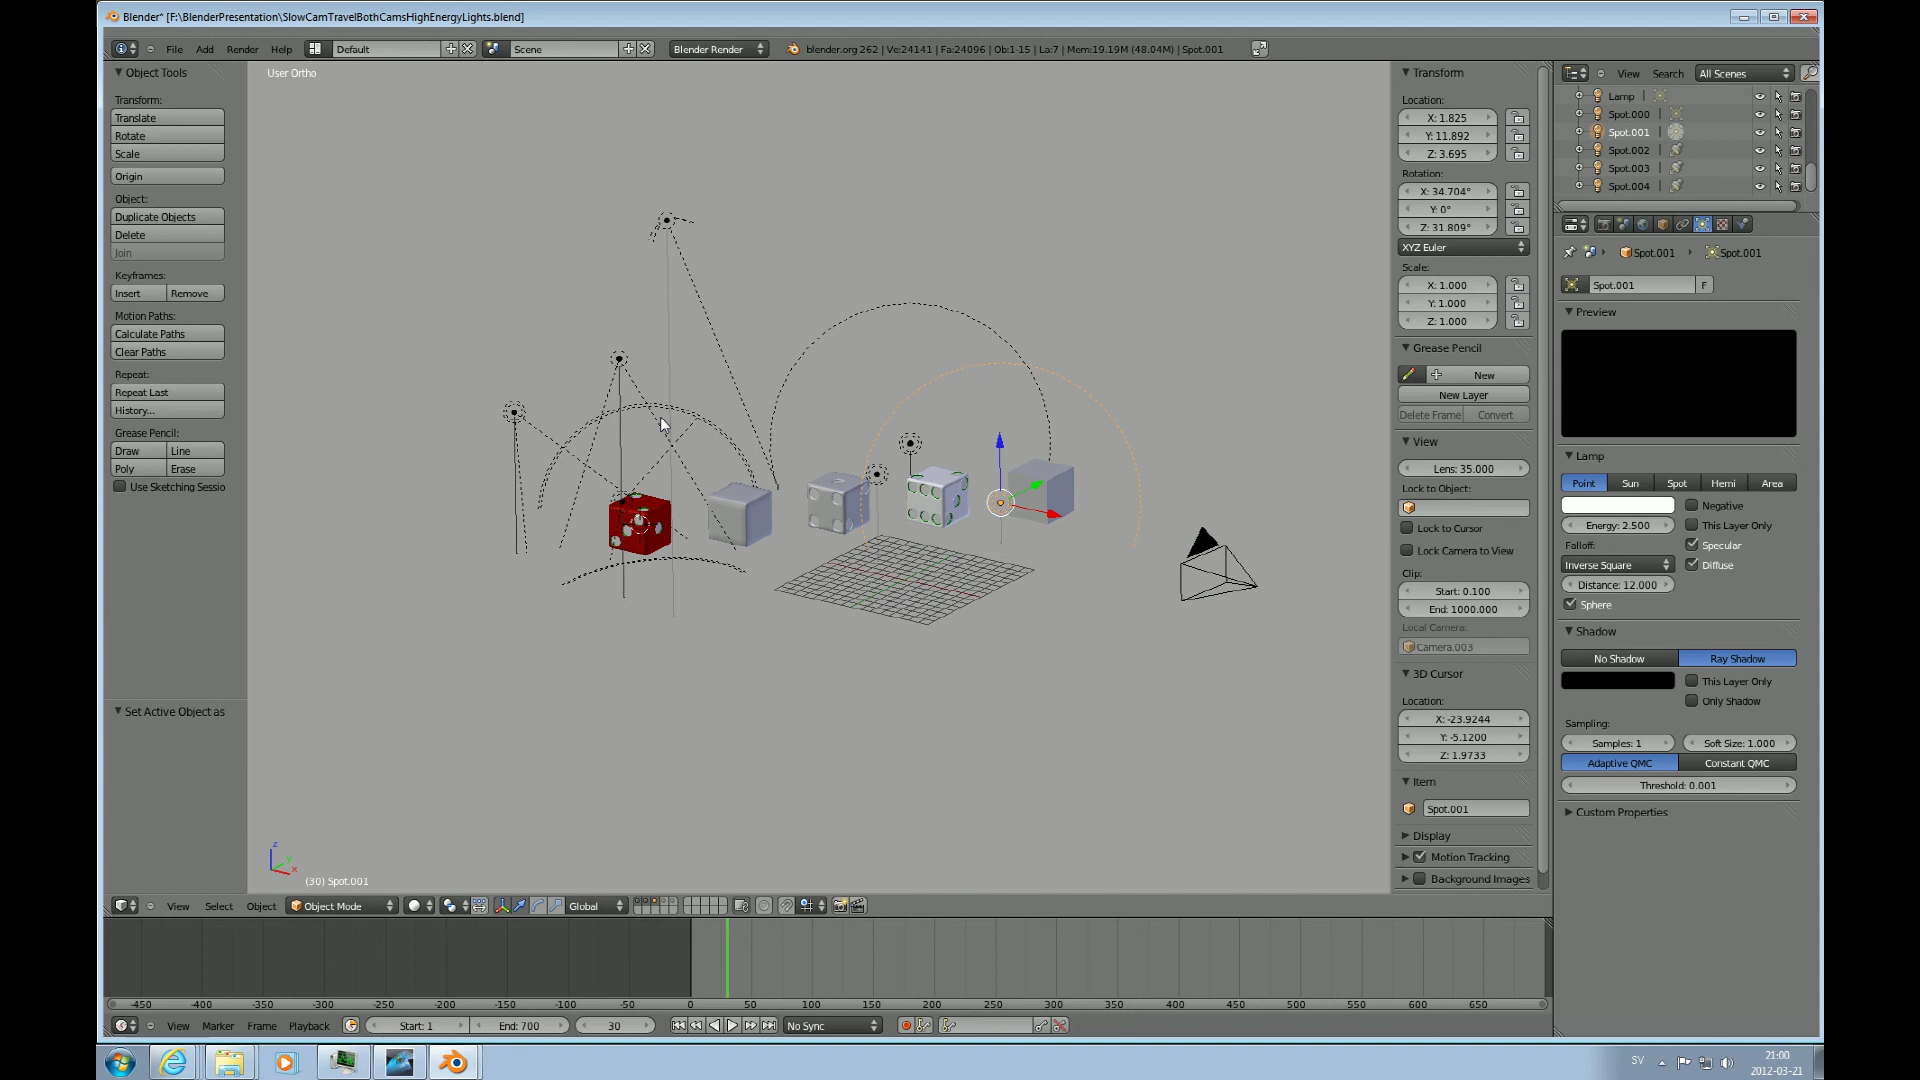 Blender* [F:\BlenderPresentation\SlowCamTravelBothCamsHighEnergyLights.blend]
File Add Render Help Default Scene Blender Render blender.org 262 | Ve:24141 | Fa:24096 | Ob:1-15 | La:7 | Mem:19.19M (48.04M) | Spot.001
Object Tools
Transform:
Translate
Rotate
Scale
Origin
Object:
Duplicate Objects
Delete
Join
Keyframes:
Insert Remove
Motion Paths:
Calculate Paths
Clear Paths
Repeat:
Repeat Last
History...
Grease Pencil:
Draw Line
Poly Erase
Use Sketching Sessio
Set Active Object as
User Ortho
(30) Spot.001
Transform
Location:
X: 1.825
Y: 11.892
Z: 3.695
Rotation:
X: 34.704°
Y: 0°
Z: 31.809°
XYZ Euler
Scale:
X: 1.000
Y: 1.000
Z: 1.000
Grease Pencil
New
New Layer
Delete Frame Convert
View
Lens: 35.000
Lock to Object:
Lock to Cursor
Lock Camera to View
Clip:
Start: 0.100
End: 1000.000
Local Camera:
Camera.003
3D Cursor
Location:
X: -23.9244
Y: -5.1200
Z: 1.9733
Item
Spot.001
Display
Motion Tracking
Background Images
View Search All Scenes
Lamp
Spot.000
Spot.001
Spot.002
Spot.003
Spot.004
Spot.001 Spot.001
Spot.001 F
Preview
Lamp
Point Sun Spot Hemi Area
Negative
Energy: 2.500 This Layer Only
Falloff: Specular
Inverse Square Diffuse
Distance: 12.000
Sphere
Shadow
No Shadow Ray Shadow
This Layer Only
Only Shadow
Sampling:
Samples: 1 Soft Size: 1.000
Adaptive QMC Constant QMC
Threshold: 0.001
Custom Properties
View Select Object Object Mode Global
-450 -400 -350 -300 -250 -200 -150 -100 -50 0 50 100 150 200 250 300 350 400 450 500 550 600 650
View Marker Frame Playback Start: 1 End: 700 30 No Sync
SV 21:00
2012-03-21